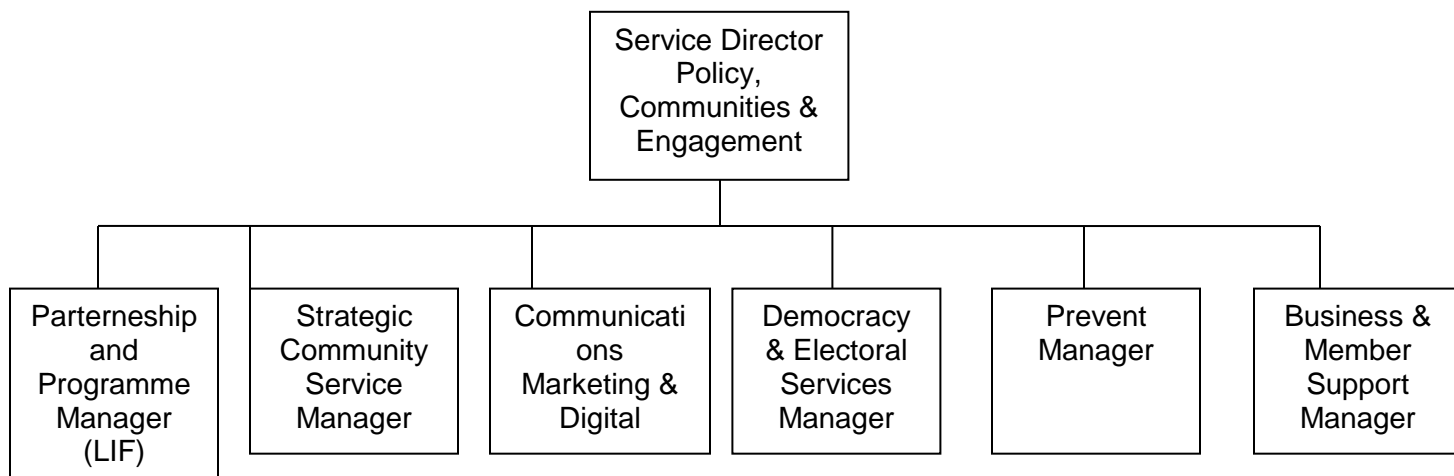 Service Director
Policy,
Communities &
Engagement
Parterneship
and
Programme
Manager
(LIF)
Strategic
Community
Service
Manager
Communicati
ons
Marketing &
Digital
Democracy
& Electoral
Services
Manager
Prevent
Manager
Business &
Member
Support
Manager